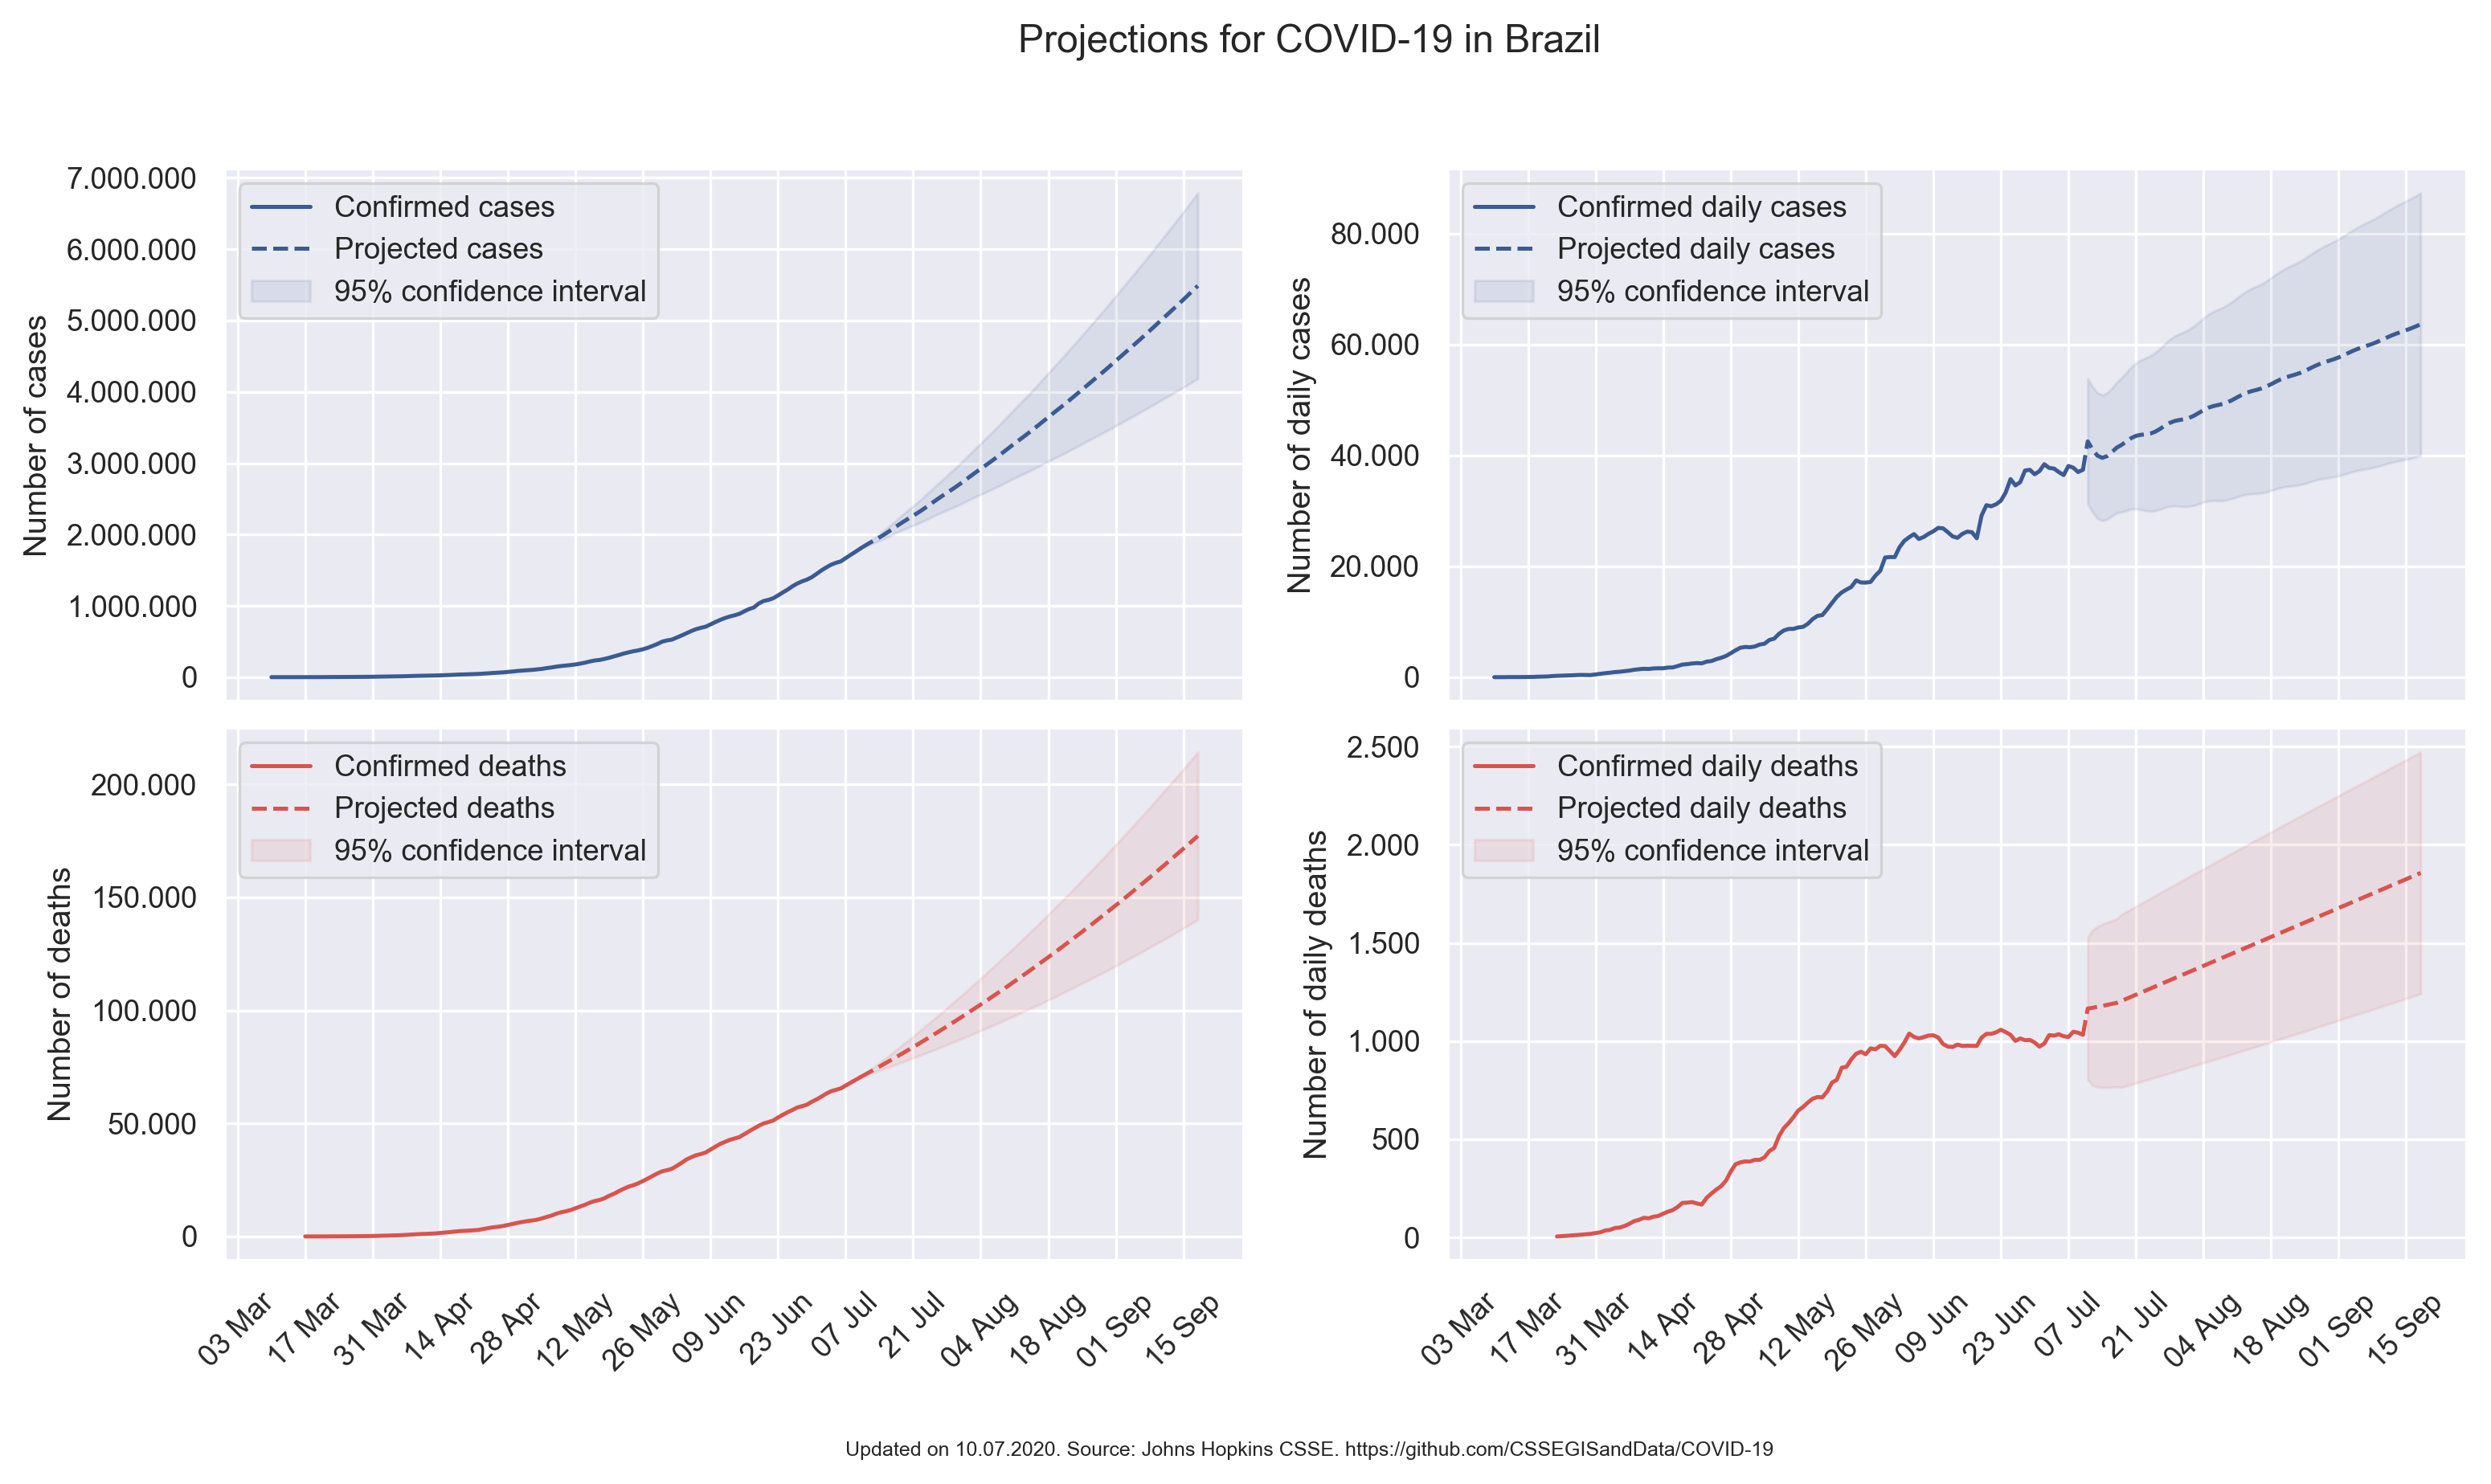 Projections for COVID-19 in Brazil
Number of cases
7.000.000
6.000.000
5.000.000
4.000.000
3.000.000
2.000.000
1.000.000
0
Confirmed cases
Projected cases
95% confidence interval
Number of daily cases
80.000
60.000
40.000
20.000
0
Confirmed daily cases
Projected daily cases
95% confidence interval
Number of deaths
200.000
150.000
100.000
50.000
0
Confirmed deaths
Projected deaths
95% confidence interval
03 Mar
17 Mar
31 Mar
14 Apr
28 Apr
12 May
26 May
09 Jun
23 Jun
07 Jul
21 Jul
04 Aug
18 Aug
01 Sep
15 Sep
Number of daily deaths
2.500
2.000
1.500
1.000
500
0
Confirmed daily deaths
Projected daily deaths
95% confidence interval
03 Mar
17 Mar
31 Mar
14 Apr
28 Apr
12 May
26 May
09 Jun
23 Jun
07 Jul
21 Jul
04 Aug
18 Aug
01 Sep
15 Sep
Updated on 10.07.2020. Source: Johns Hopkins CSSE. https://github.com/CSSEGISandData/COVID-19